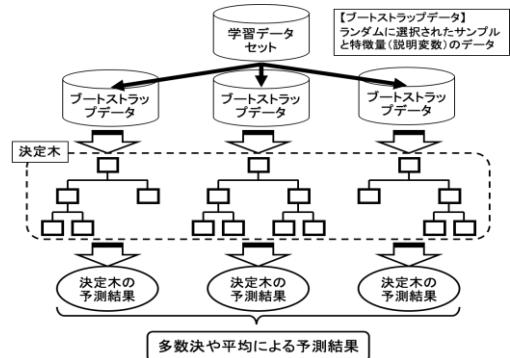 学習データ
セット
【ブートストラップデータ】
ランダムに選択されたサンプル
と特徴量(説明変数)のデータ
ブートストラッ
プデータ
ブートストラッ
プデータ
ブートストラッ
プデータ
決定木
決定木の
予測結果
決定木の
予測結果
決定木の
予測結果
多数決や平均による予測結果